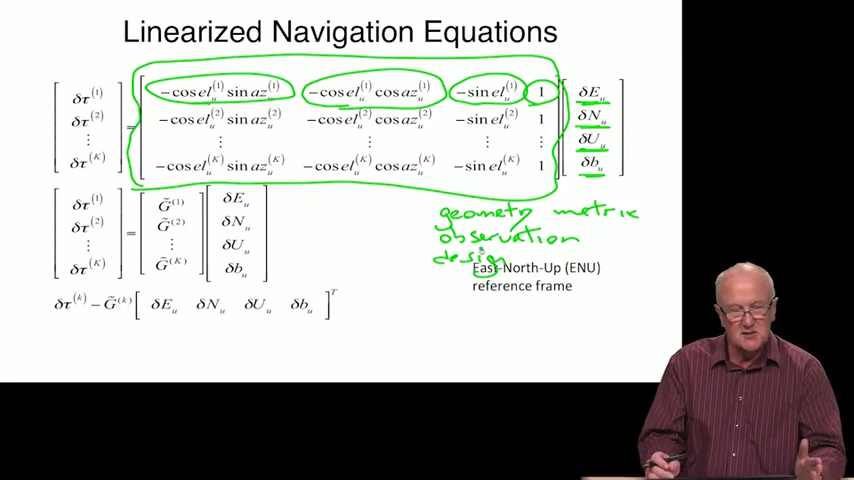 Linearized Navigation Equations
[ δτ^(1) ] = [ −cos el_u^(1) sin az_u^(1)   −cos el_u^(1) cos az_u^(1)   −sin el_u^(1)   1 ] [ δE_u ]
[ δτ^(2) ]   [ −cos el_u^(2) sin az_u^(2)   −cos el_u^(2) cos az_u^(2)   −sin el_u^(2)   1 ] [ δN_u ]
[ ⋮ ]   [ ⋮   ⋮   ⋮   ⋮ ] [ δU_u ]
[ δτ^(K) ]   [ −cos el_u^(K) sin az_u^(K)   −cos el_u^(K) cos az_u^(K)   −sin el_u^(K)   1 ] [ δb_u ]
[ δτ^(1) ] = [ G̃^(1) ] [ δE_u ]
[ δτ^(2) ]   [ G̃^(2) ] [ δN_u ]
[ ⋮ ]   [ ⋮ ] [ δU_u ]
[ δτ^(K) ]   [ G̃^(K) ] [ δb_u ]
geometry metrix
observation
design
East-North-Up (ENU)
reference frame
δτ^(k) − G̃^(k) [ δE_u   δN_u   δU_u   δb_u ]^T